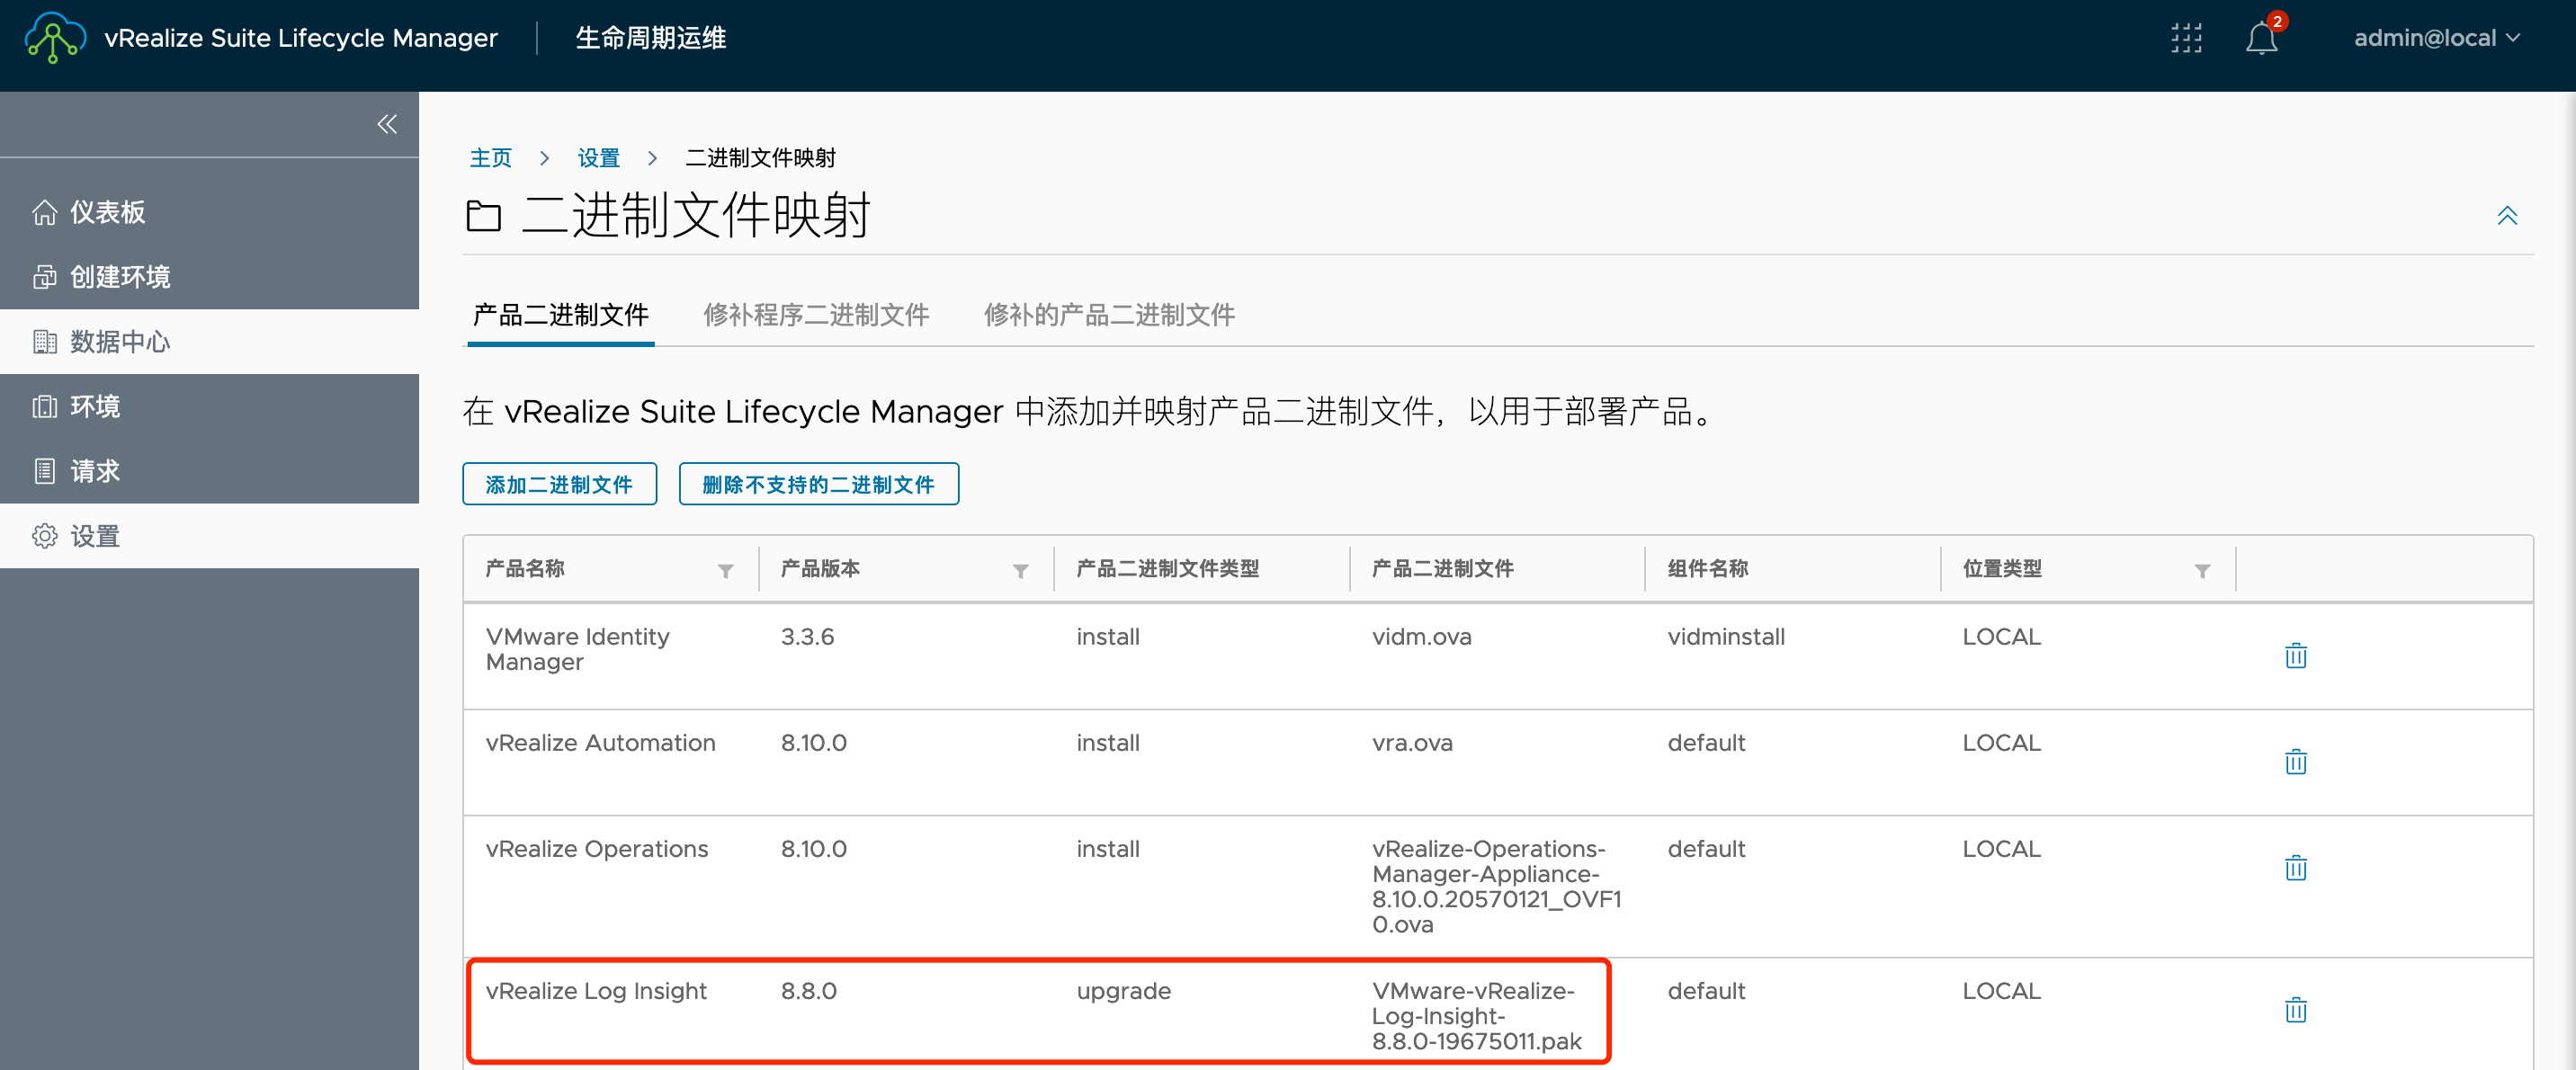 vRealize Suite Lifecycle Manager
生命周期运维
2
admin@local
仪表板
创建环境
数据中心
环境
请求
设置
主页 > 设置 > 二进制文件映射
二进制文件映射
产品二进制文件 修补程序二进制文件 修补的产品二进制文件
在 vRealize Suite Lifecycle Manager 中添加并映射产品二进制文件，以用于部署产品。
添加二进制文件 删除不支持的二进制文件
产品名称 产品版本 产品二进制文件类型 产品二进制文件 组件名称 位置类型
VMware Identity 3.3.6 install vidm.ova vidminstall LOCAL
Manager
vRealize Automation 8.10.0 install vra.ova default LOCAL
vRealize Operations 8.10.0 install vRealize-Operations- default LOCAL
Manager-Appliance-
8.10.0.20570121_OVF1
0.ova
vRealize Log Insight 8.8.0 upgrade VMware-vRealize- default LOCAL
Log-Insight-
8.8.0-19675011.pak